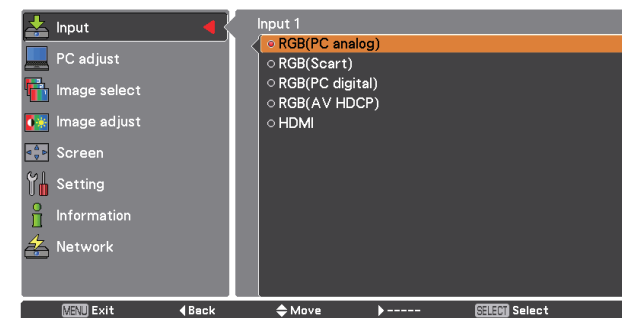 Input
PC adjust
Image select
Image adjust
Screen
Setting
Information
Network
Input 1
RGB(PC analog)
RGB(Scart)
RGB(PC digital)
RGB(AV HDCP)
HDMI
MENU Exit
Back
Move
-----
SELECT Select